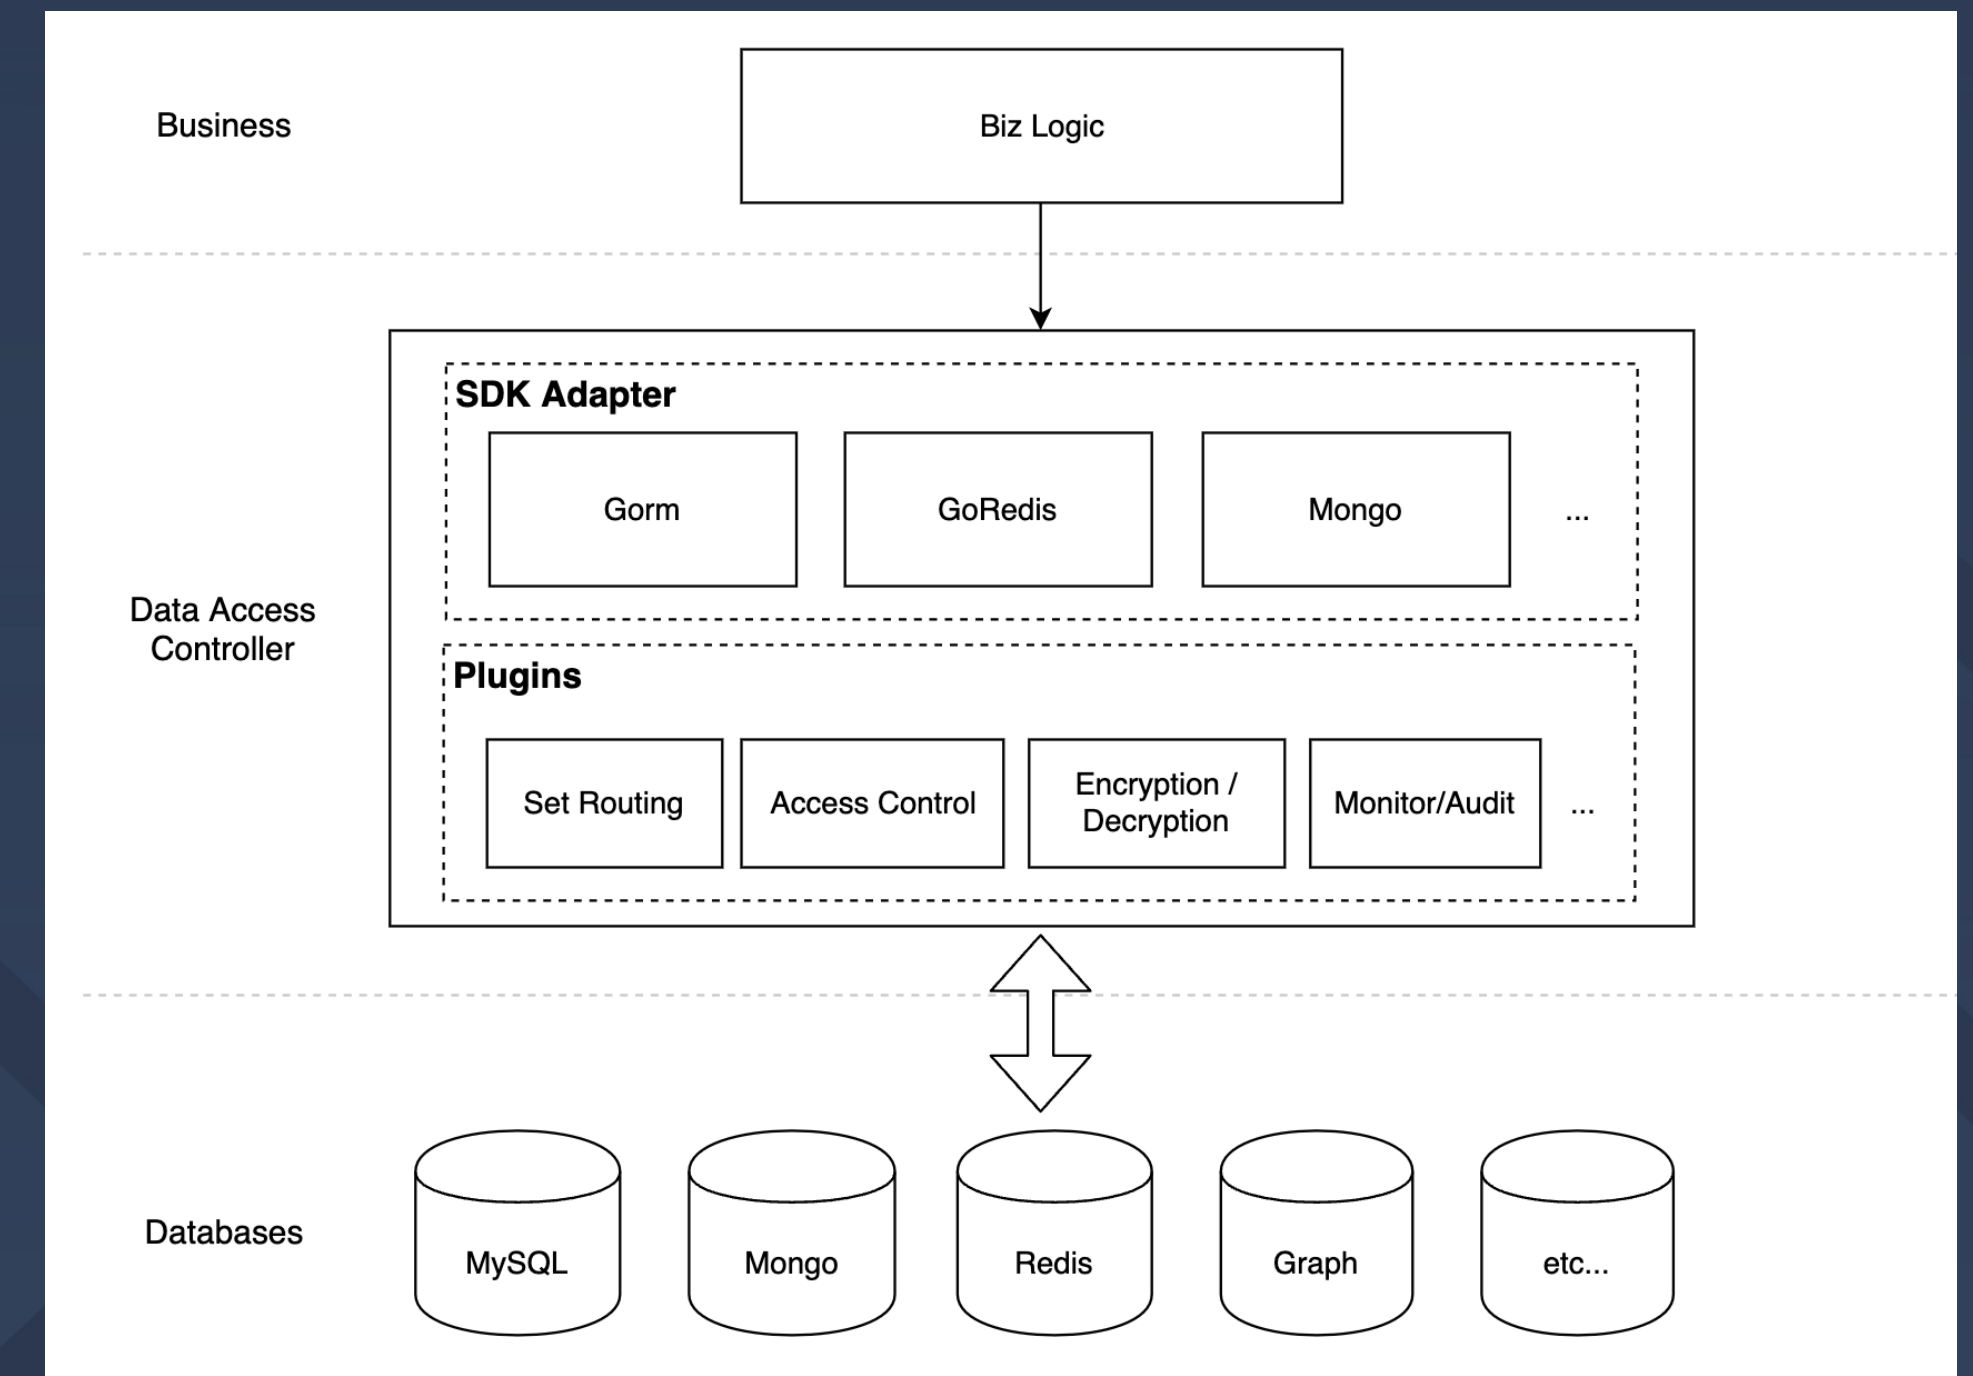 Business
Biz Logic
SDK Adapter
Gorm
GoRedis
Mongo
...
Data Access
Controller
Plugins
Set Routing
Access Control
Encryption /
Decryption
Monitor/Audit
...
Databases
MySQL
Mongo
Redis
Graph
etc...